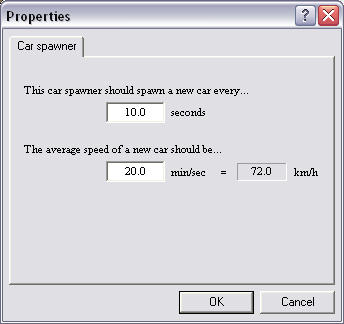 Properties
Car spawner
This car spawner should spawn a new car every...
10.0 seconds
The average speed of a new car should be...
20.0 min/sec = 72.0 km/h
OK Cancel